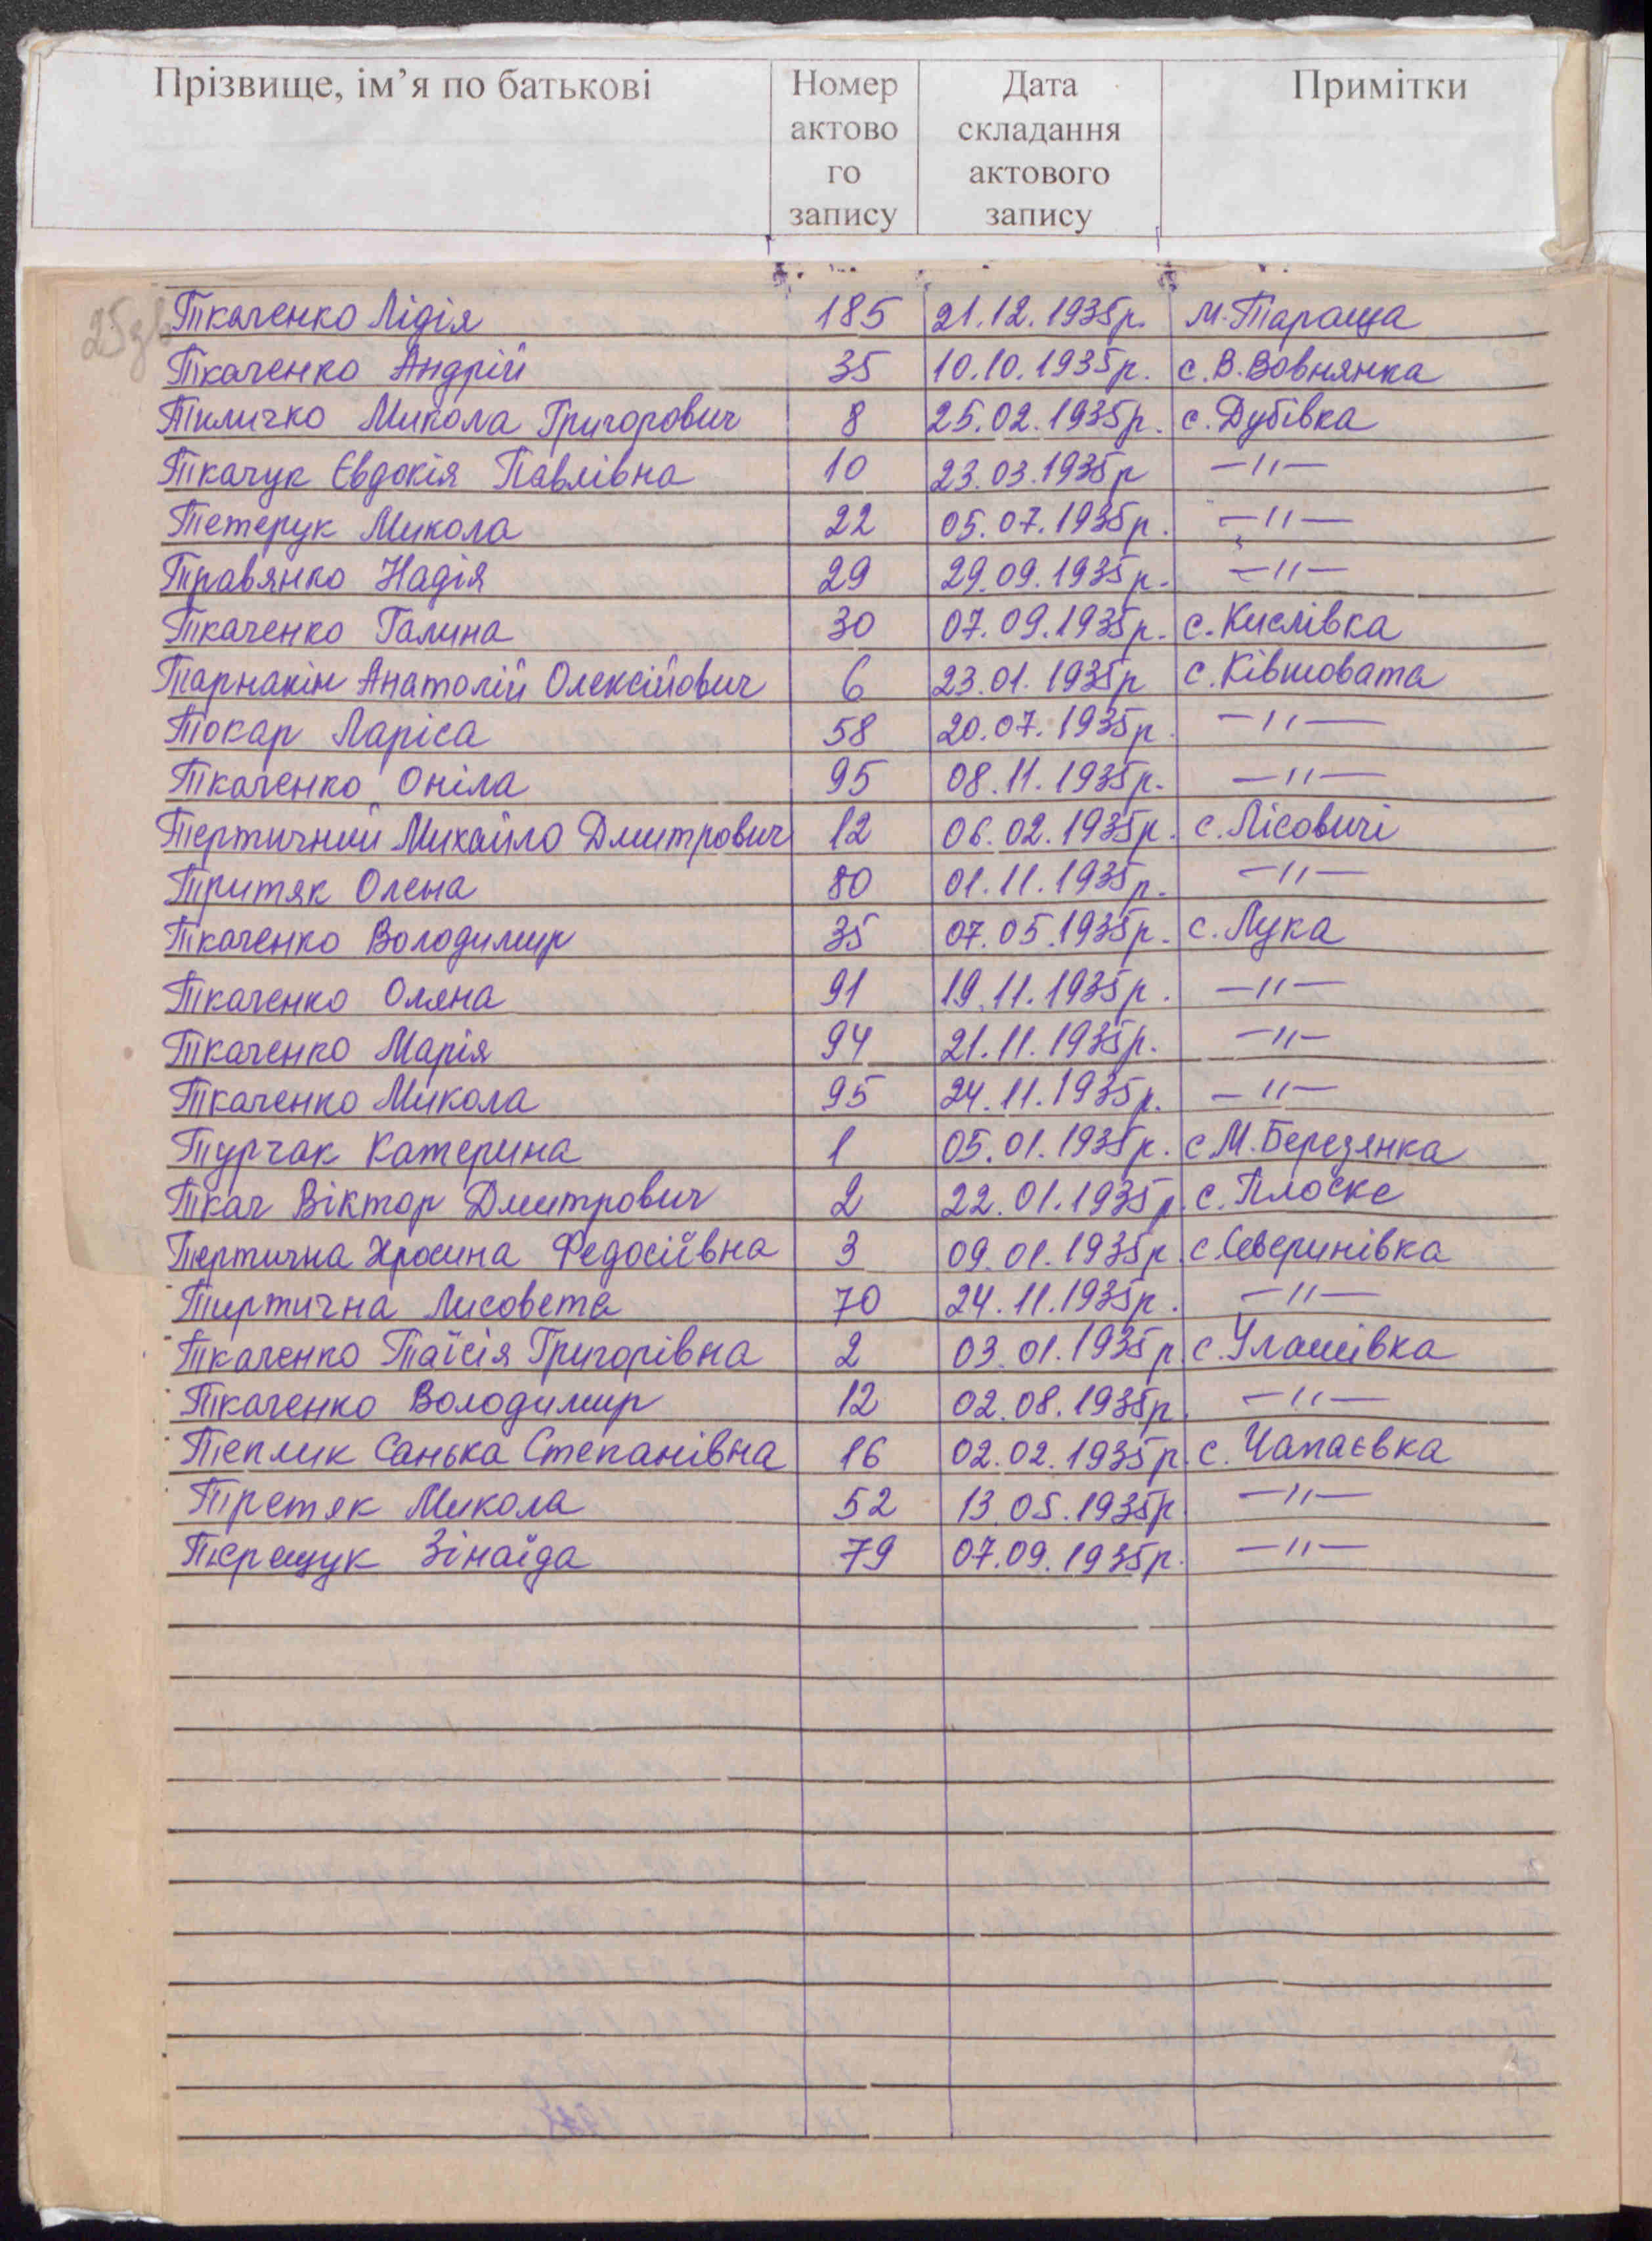 Прізвище, ім’я по батькові Номер актово го запису Дата складання актового запису Примітки
25зв
Ткаченко Лідія 185 21.12.1935р. м.Тараща
Ткаченко Андрій 35 10.10.1935р. с.В.Вовнянка
Тиличко Микола Григорович 8 25.02.1935р. с.Дубівка
Ткачук Євдокія Павлівна 10 23.03.1935р —〃—
Тетерук Микола 22 05.07.1935р. —〃—
Травянко Надія 29 29.09.1935р. —〃—
Ткаченко Галина 30 07.09.1935р. с.Кислівка
Тарнакін Анатолій Олексійович 6 23.01.1935р с.Ківшовата
Токар Ларіса 58 20.07.1935р. —〃—
Ткаченко Оніла 95 08.11.1935р. —〃—
Тертичний Михайло Дмитрович 12 06.02.1935р. с.Лісовичі
Тритяк Олена 80 01.11.1935р. —〃—
Ткаченко Володимир 35 07.05.1935р. с.Лука
Ткаченко Оляна 91 19.11.1935р. —〃—
Ткаченко Марія 94 21.11.1935р. —〃—
Ткаченко Микола 95 24.11.1935р. —〃—
Турчак Катерина 1 05.01.1935р. с М.Березянка
Ткач Віктор Дмитрович 2 22.01.1935р. с.Плоске
Тертична Хросина Федосіївна 3 09.01.1935р. с.Северинівка
Тиртична Лисовета 70 24.11.1935р. —〃—
Ткаченко Таїсія Григорівна 2 03.01.1935р. с.Улашівка
Ткаченко Володимир 12 02.08.1935р. —〃—
Теплик Санька Степанівна 16 02.02.1935р. с.Чапаєвка
Третяк Микола 52 13.05.1935р —〃—
Терещук Зінаїда 79 07.09.1935р. —〃—